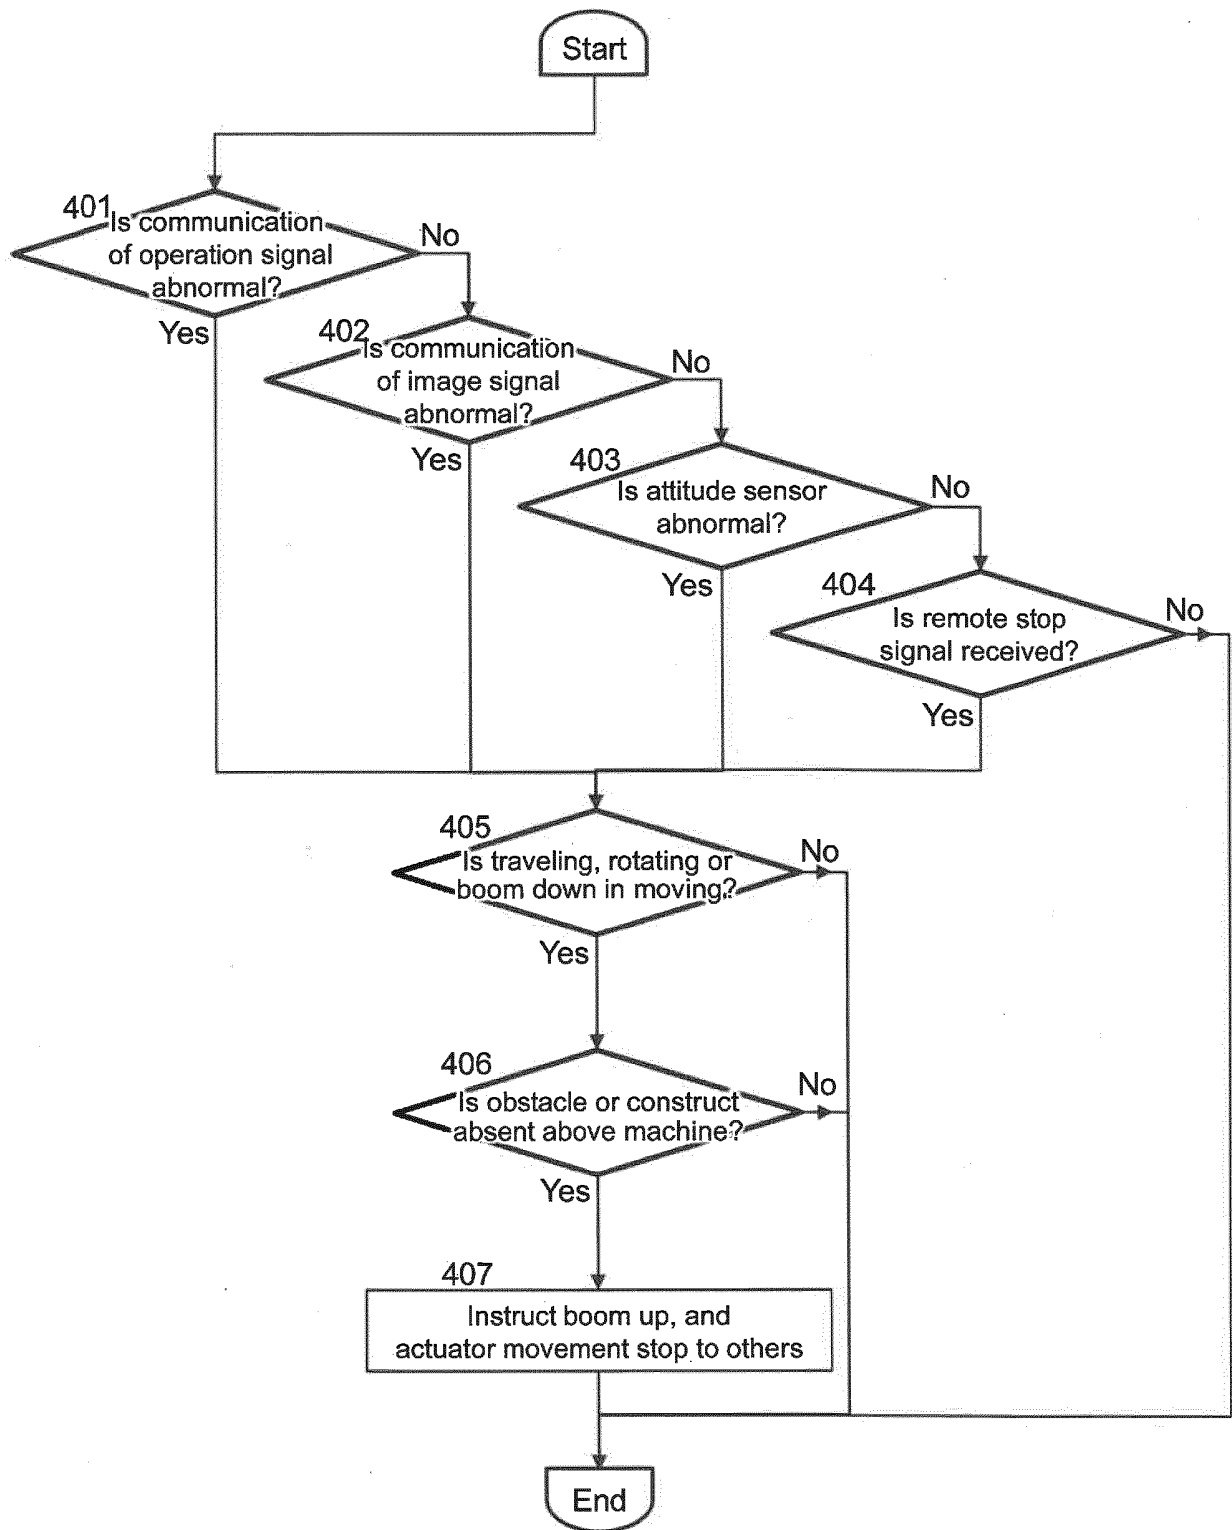 Start
401
Is communication
of operation signal
abnormal?
No
Yes
402
Is communication
of image signal
abnormal?
No
Yes
403
Is attitude sensor
abnormal?
No
Yes
404
Is remote stop
signal received?
No
Yes
405
Is traveling, rotating or
boom down in moving?
No
Yes
406
Is obstacle or construct
absent above machine?
No
Yes
407
Instruct boom up, and
actuator movement stop to others
End